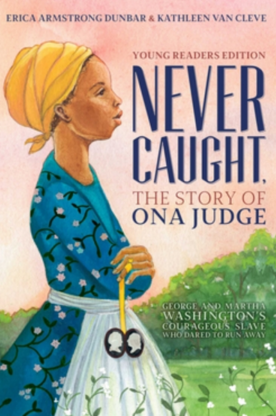 ERICA ARMSTRONG DUNBAR & KATHLEEN VAN CLEVE
YOUNG READERS EDITION
NEVER
CAUGHT,
THE STORY OF
ONA JUDGE
GEORGE AND MARTHA
WASHINGTON'S
COURAGEOUS SLAVE
WHO DARED TO RUN AWAY